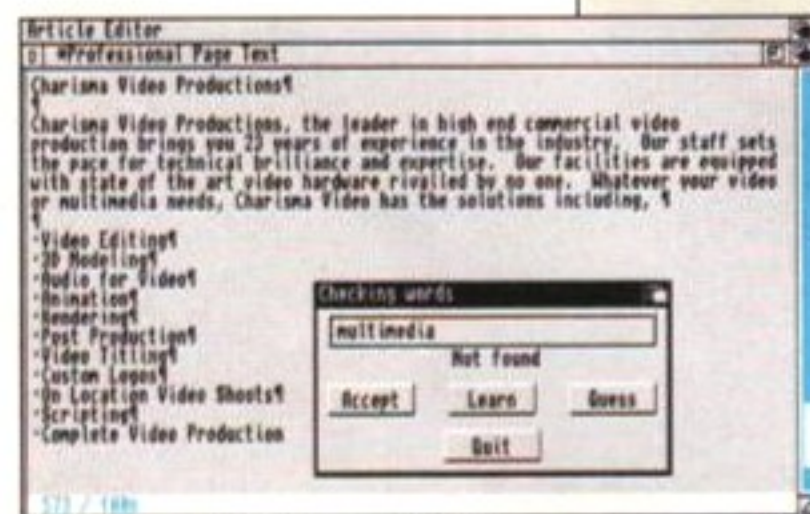 Article Editor
*Professional Page Text
Charisma Video Productions¶
¶
Charisma Video Productions, the leader in high end commercial video
production brings you 23 years of experience in the industry. Our staff sets
the pace for technical brilliance and expertise. Our facilities are equipped
with state of the art video hardware rivalled by no one. Whatever your video
or multimedia needs, Charisma Video has the solutions including, ¶
¶
·Video Editing¶
·3D Modeling¶
·Audio for Video¶
·Animation¶
·Rendering¶
·Post Production¶
·Video Titling¶
·Custom Logos¶
·On Location Video Shoots¶
·Scripting¶
·Complete Video Production
Checking words
multimedia
Not found
Accept Learn Guess
Quit